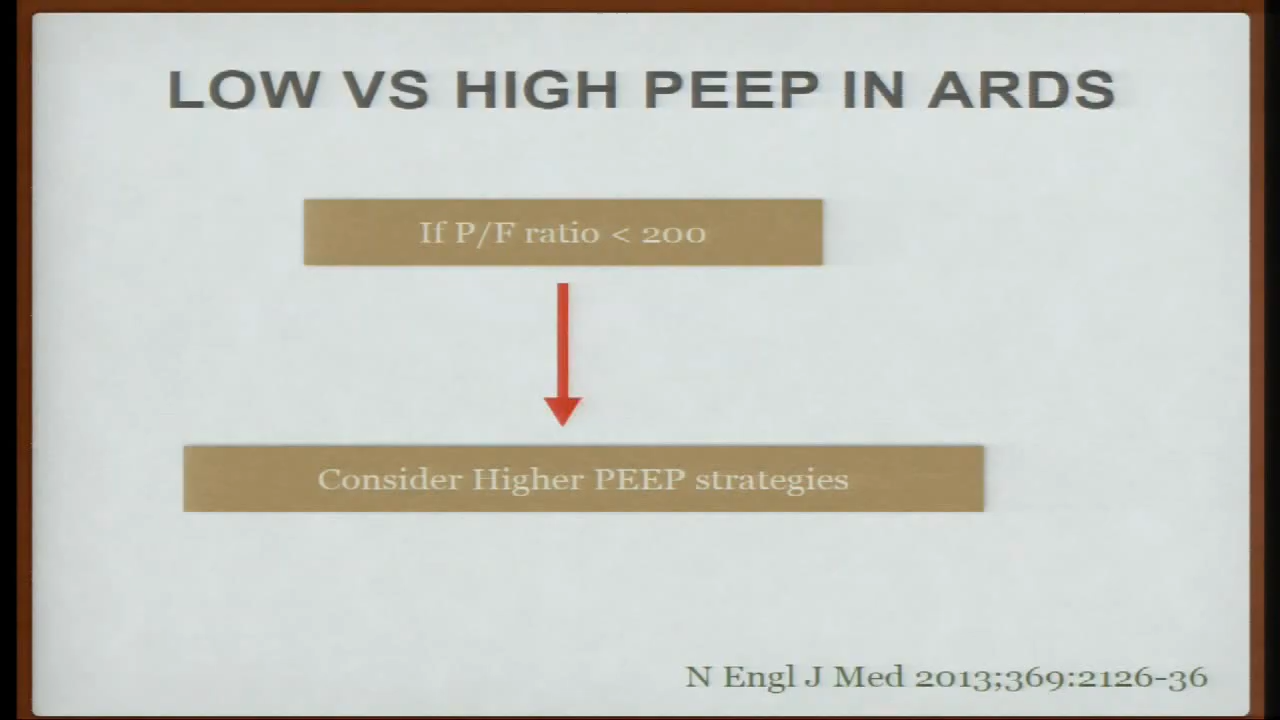 LOW VS HIGH PEEP IN ARDS
If P/F ratio < 200
Consider Higher PEEP strategies
N Engl J Med 2013;369:2126-36